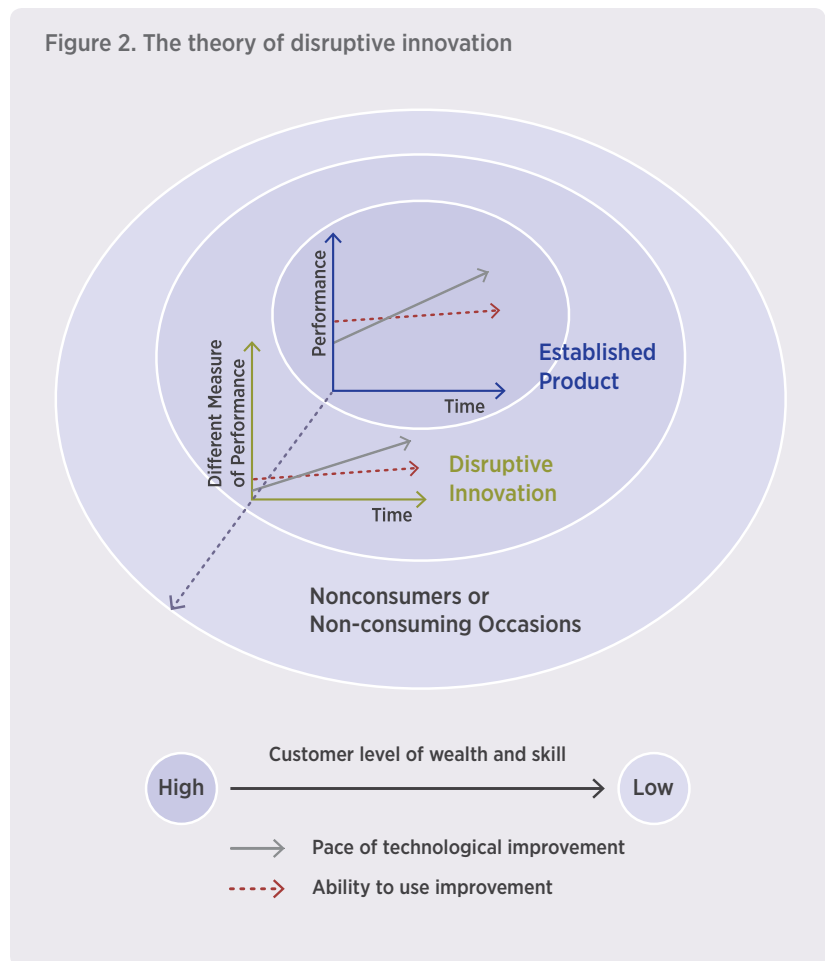 Figure 2. The theory of disruptive innovation
Performance
Time
Established
Product
Different Measure
of Performance
Time
Disruptive
Innovation
Nonconsumers or
Non-consuming Occasions
Customer level of wealth and skill
High
Low
Pace of technological improvement
Ability to use improvement